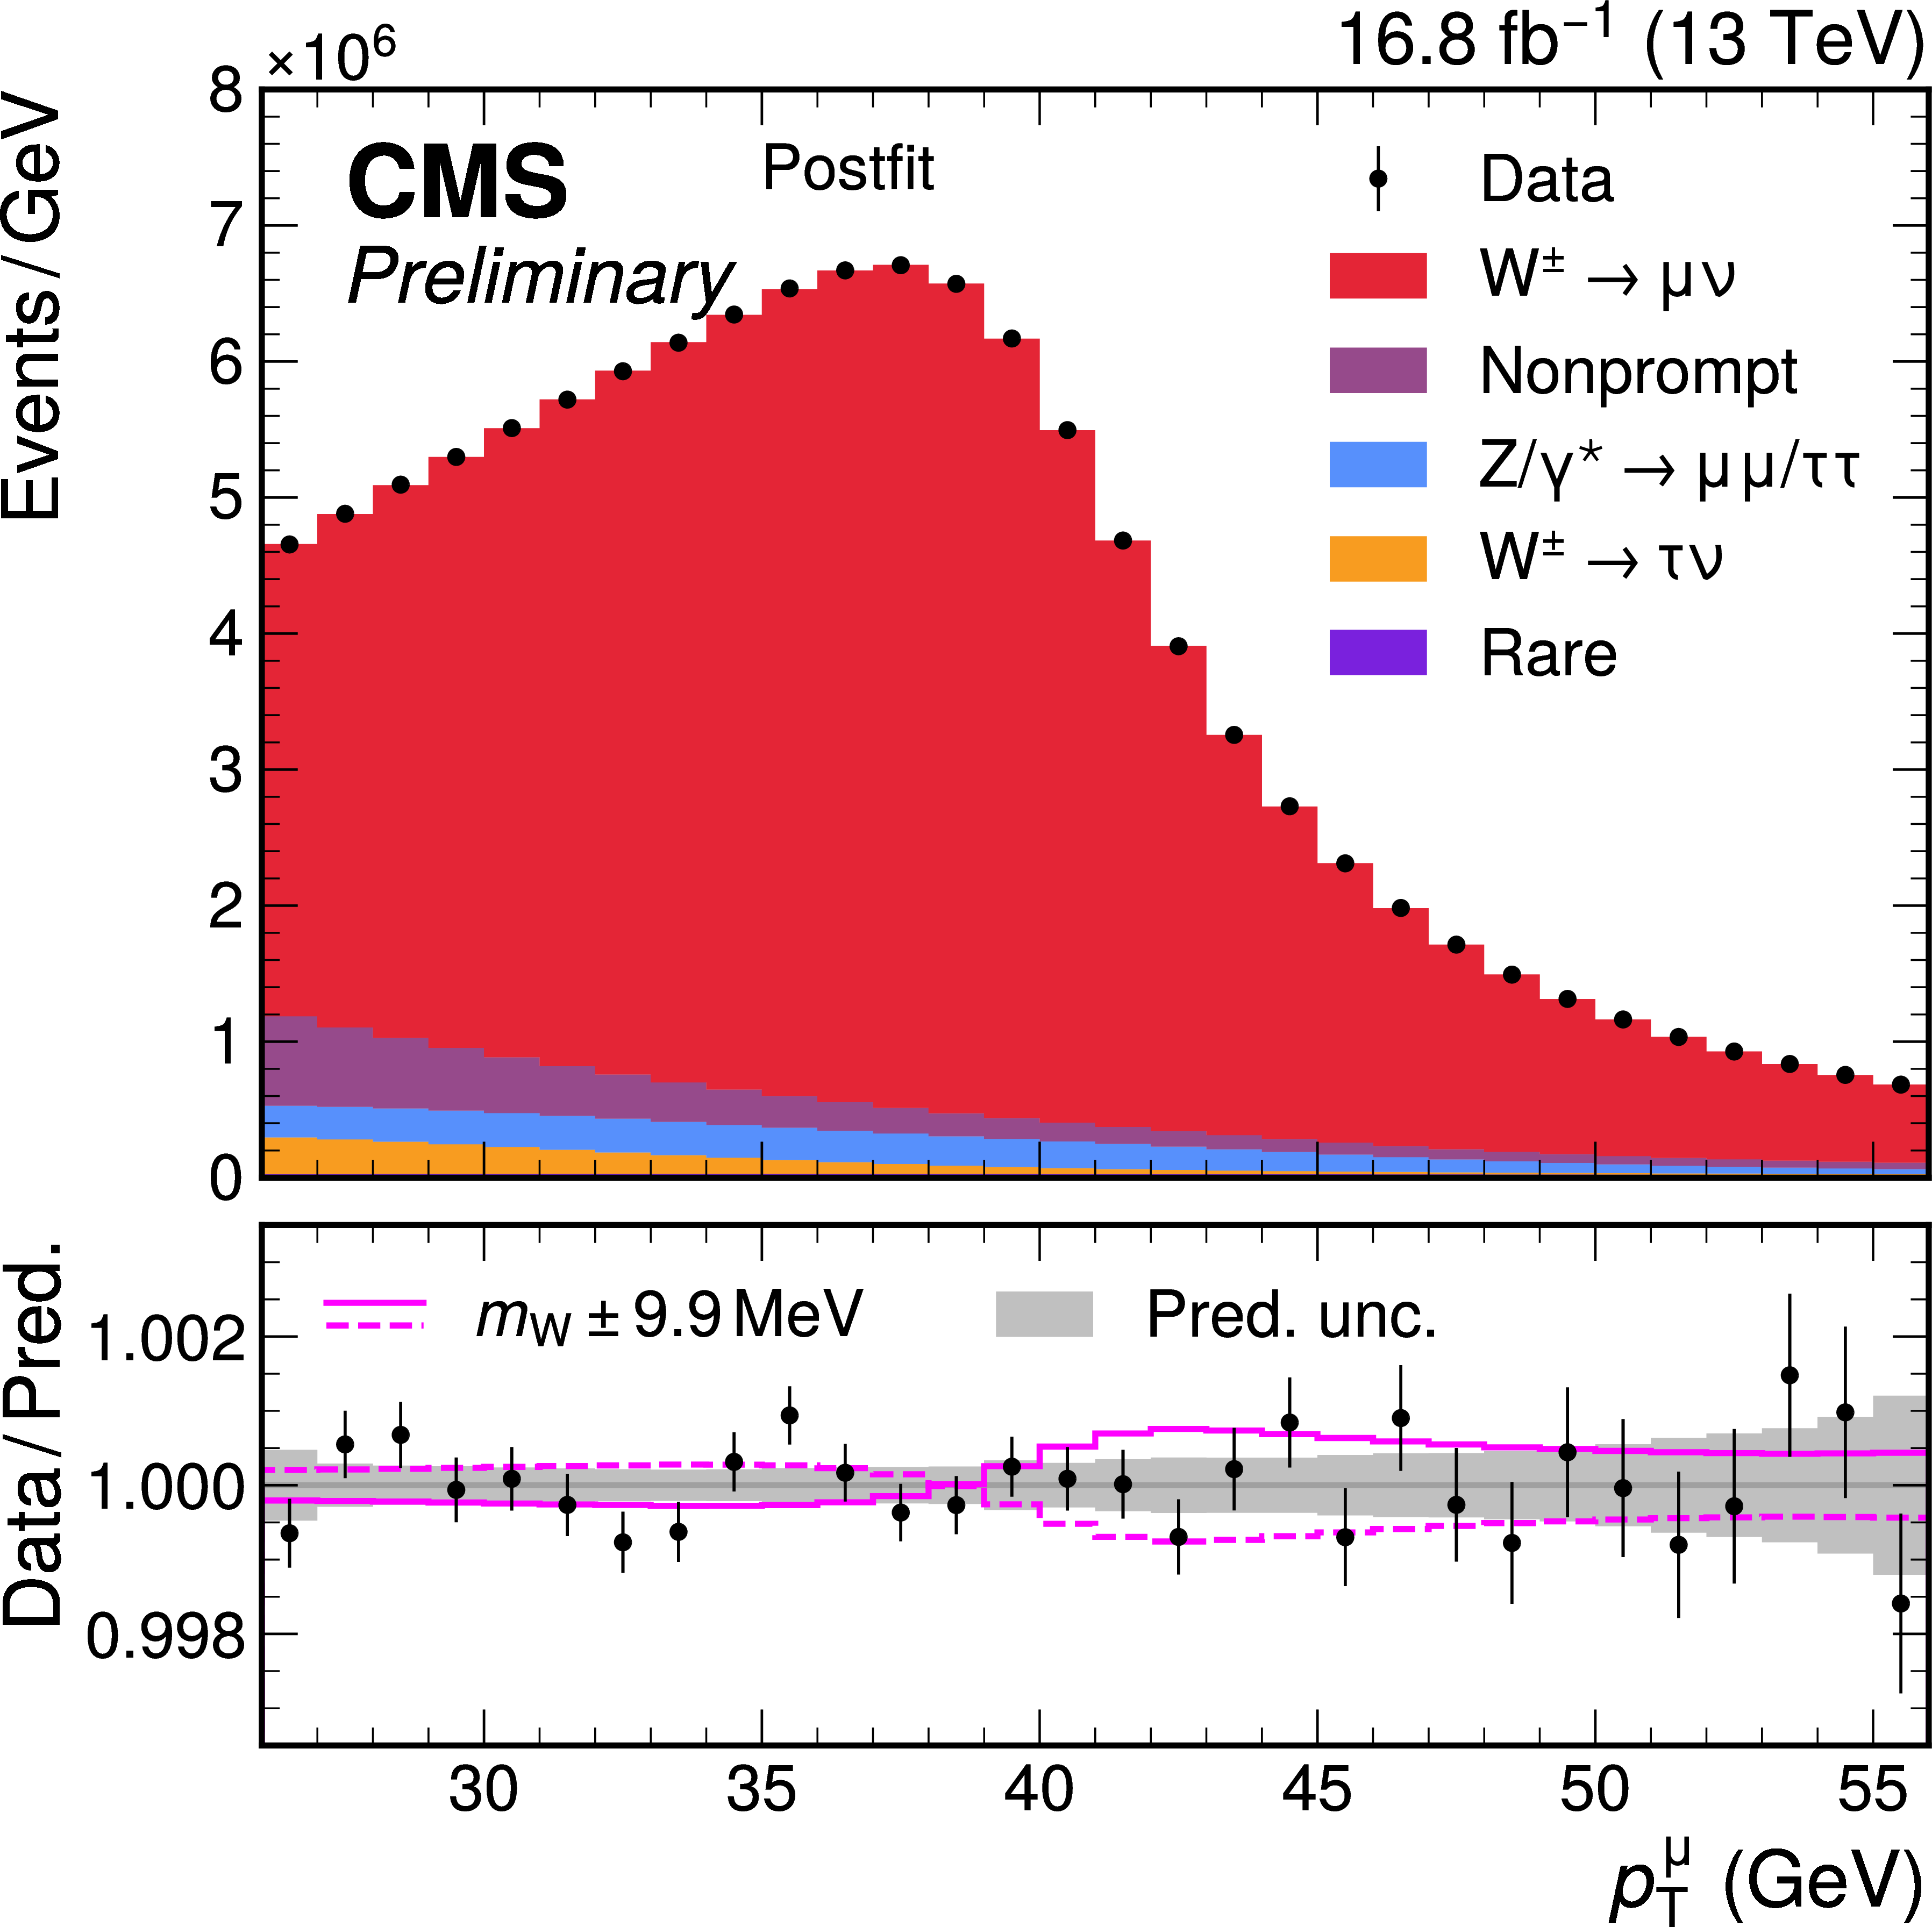 ×10⁶ 16.8 fb⁻¹ (13 TeV)
CMS Postfit
Preliminary
Data
W± → μν
Nonprompt
Z/γ* → μμ/ττ
W± → τν
Rare
Events / GeV
8
7
6
5
4
3
2
1
0
m_W ± 9.9 MeV Pred. unc.
Data / Pred.
1.002
1.000
0.998
30 35 40 45 50 55
p_T^μ (GeV)